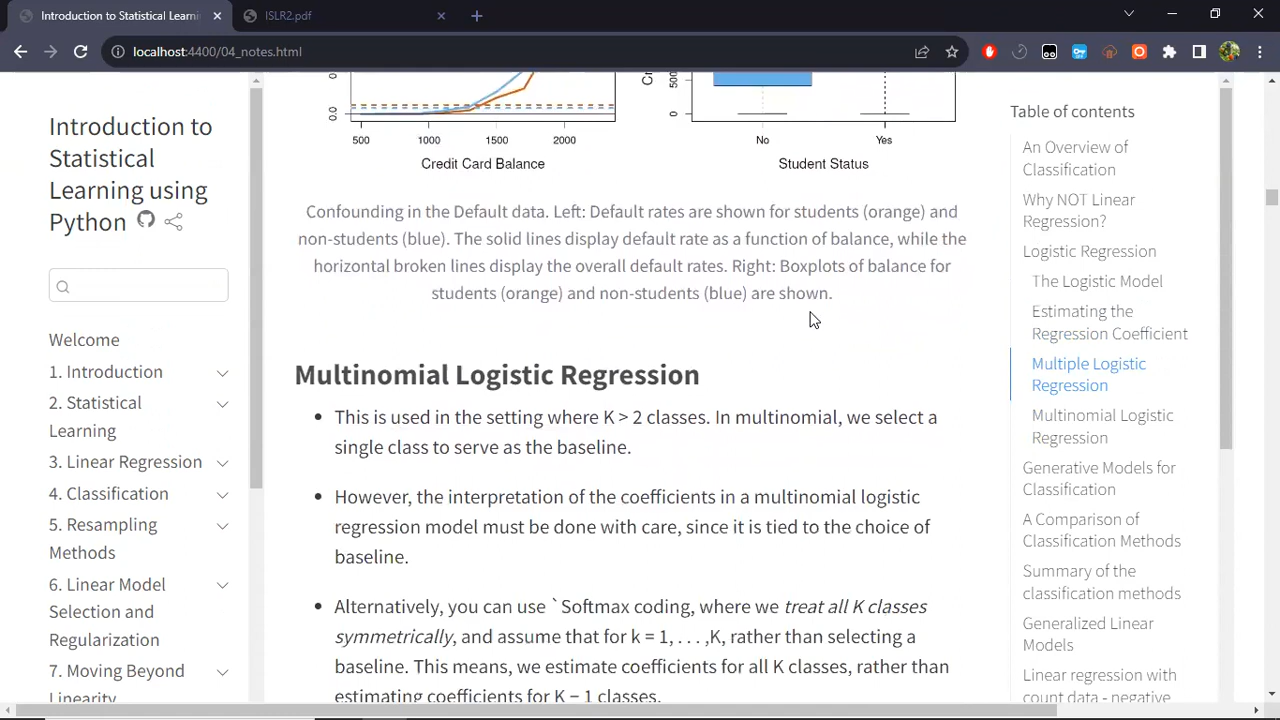 Introduction to Statistical Learni
ISLR2.pdf
localhost:4400/04_notes.html
Introduction to
Statistical
Learning using
Python
Welcome
1. Introduction
2. Statistical
Learning
3. Linear Regression
4. Classification
5. Resampling
Methods
6. Linear Model
Selection and
Regularization
7. Moving Beyond
Linearity
0.0
500
1000
1500
2000
Credit Card Balance
500
0
No
Yes
Student Status
Confounding in the Default data. Left: Default rates are shown for students (orange) and
non-students (blue). The solid lines display default rate as a function of balance, while the
horizontal broken lines display the overall default rates. Right: Boxplots of balance for
students (orange) and non-students (blue) are shown.
Multinomial Logistic Regression
• This is used in the setting where K > 2 classes. In multinomial, we select a
single class to serve as the baseline.
• However, the interpretation of the coefficients in a multinomial logistic
regression model must be done with care, since it is tied to the choice of
baseline.
• Alternatively, you can use `Softmax coding, where we treat all K classes
symmetrically, and assume that for k = 1, . . . ,K, rather than selecting a
baseline. This means, we estimate coefficients for all K classes, rather than
estimating coefficients for K − 1 classes.
Table of contents
An Overview of
Classification
Why NOT Linear
Regression?
Logistic Regression
The Logistic Model
Estimating the
Regression Coefficient
Multiple Logistic
Regression
Multinomial Logistic
Regression
Generative Models for
Classification
A Comparison of
Classification Methods
Summary of the
classification methods
Generalized Linear
Models
Linear regression with
count data - negative